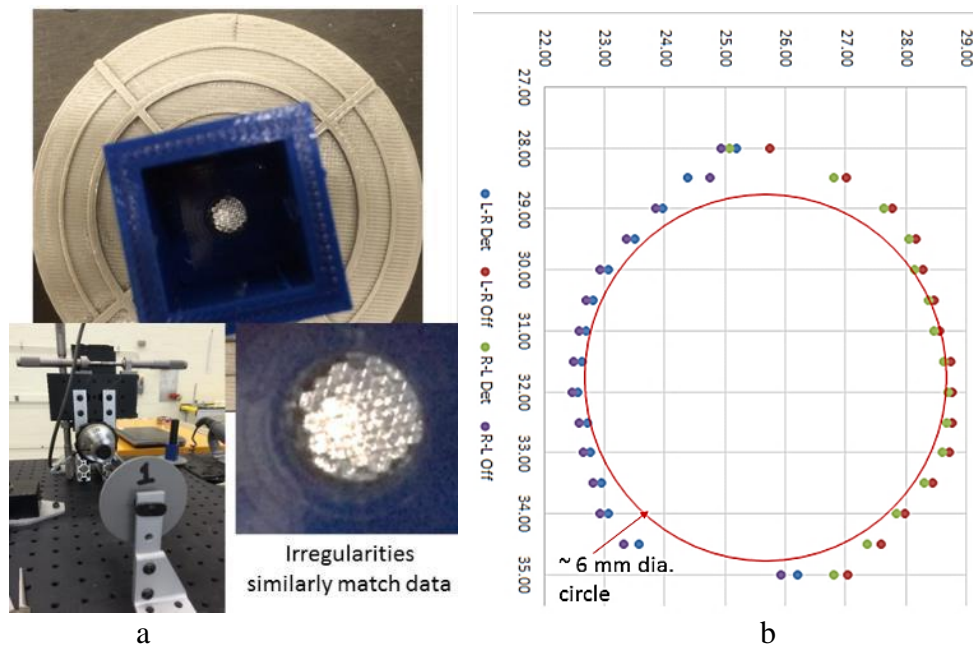 1
Irregularities
similarly match data
a
22.00
23.00
24.00
25.00
26.00
27.00
28.00
29.00
27.00
28.00
29.00
30.00
31.00
32.00
33.00
34.00
35.00
L-R Det
L-R Off
R-L Det
R-L Off
~ 6 mm dia.
circle
b